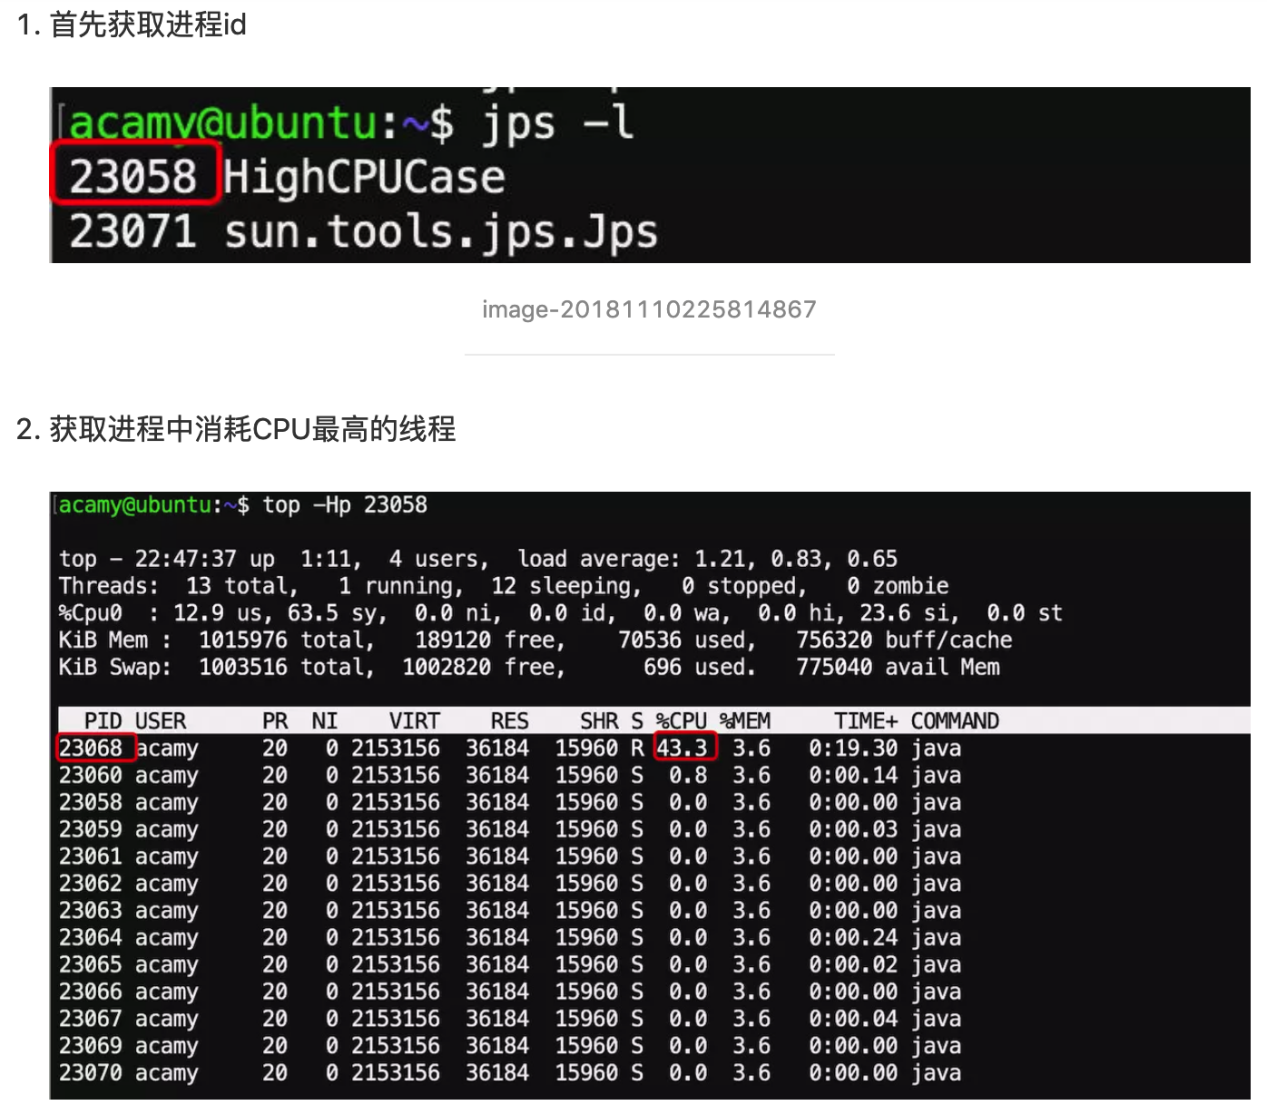 1. 首先获取进程id
acamy@ubuntu:~$ jps -l
23058 HighCPUCase
23071 sun.tools.jps.Jps
image-20181110225814867
2. 获取进程中消耗CPU最高的线程
[acamy@ubuntu:~$ top -Hp 23058
top - 22:47:37 up  1:11,  4 users,  load average: 1.21, 0.83, 0.65
Threads:  13 total,   1 running,  12 sleeping,   0 stopped,   0 zombie
%Cpu0  : 12.9 us, 63.5 sy,  0.0 ni,  0.0 id,  0.0 wa,  0.0 hi, 23.6 si,  0.0 st
KiB Mem :  1015976 total,   189120 free,    70536 used,   756320 buff/cache
KiB Swap:  1003516 total,  1002820 free,      696 used.   775040 avail Mem
PID USER      PR  NI    VIRT    RES    SHR S %CPU %MEM     TIME+ COMMAND
23068 acamy     20   0 2153156  36184  15960 R 43.3  3.6   0:19.30 java
23060 acamy     20   0 2153156  36184  15960 S  0.8  3.6   0:00.14 java
23058 acamy     20   0 2153156  36184  15960 S  0.0  3.6   0:00.00 java
23059 acamy     20   0 2153156  36184  15960 S  0.0  3.6   0:00.03 java
23061 acamy     20   0 2153156  36184  15960 S  0.0  3.6   0:00.00 java
23062 acamy     20   0 2153156  36184  15960 S  0.0  3.6   0:00.00 java
23063 acamy     20   0 2153156  36184  15960 S  0.0  3.6   0:00.00 java
23064 acamy     20   0 2153156  36184  15960 S  0.0  3.6   0:00.24 java
23065 acamy     20   0 2153156  36184  15960 S  0.0  3.6   0:00.02 java
23066 acamy     20   0 2153156  36184  15960 S  0.0  3.6   0:00.00 java
23067 acamy     20   0 2153156  36184  15960 S  0.0  3.6   0:00.04 java
23069 acamy     20   0 2153156  36184  15960 S  0.0  3.6   0:00.00 java
23070 acamy     20   0 2153156  36184  15960 S  0.0  3.6   0:00.00 java